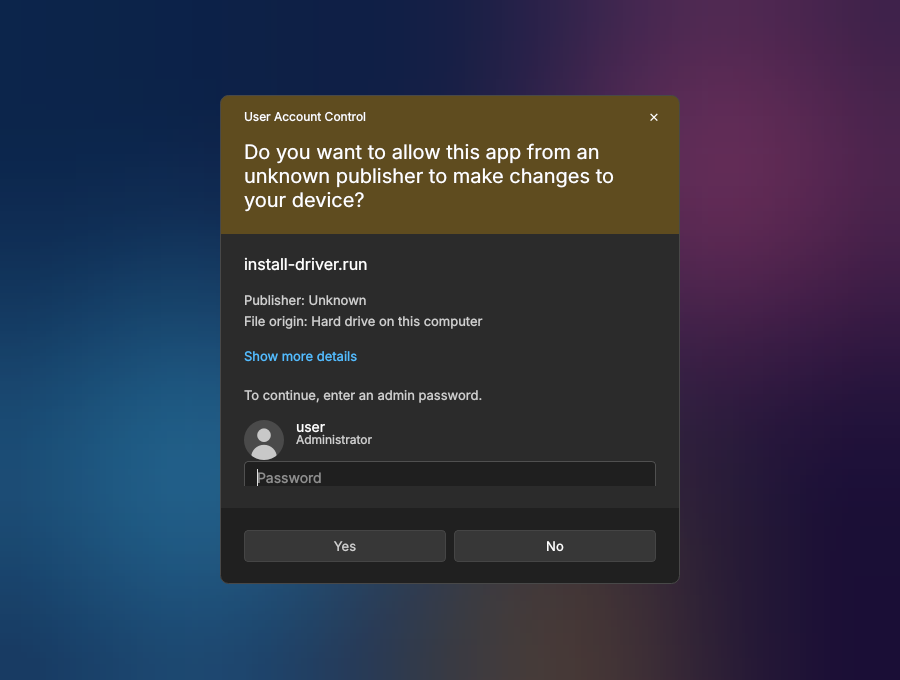 User Account Control
Do you want to allow this app from an
unknown publisher to make changes to
your device?
install-driver.run
Publisher: Unknown
File origin: Hard drive on this computer
Show more details
To continue, enter an admin password.
user
Administrator
Password
Yes
No